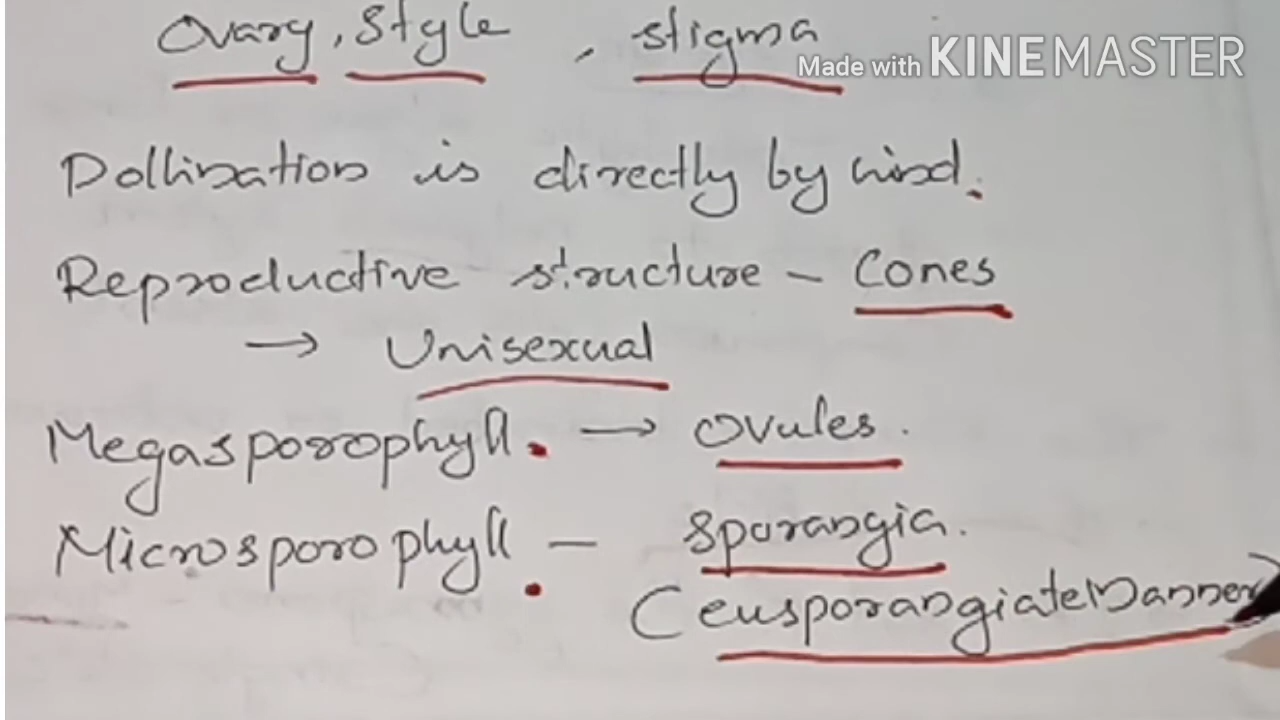 Ovary, Style, stigma
Made with KINEMASTER
Pollination is directly by wind.
Reproductive structure - Cones
→ Unisexual
Megasporophyll. → Ovules.
Microsporophyll - sporangia.
(eusporangiate manner)